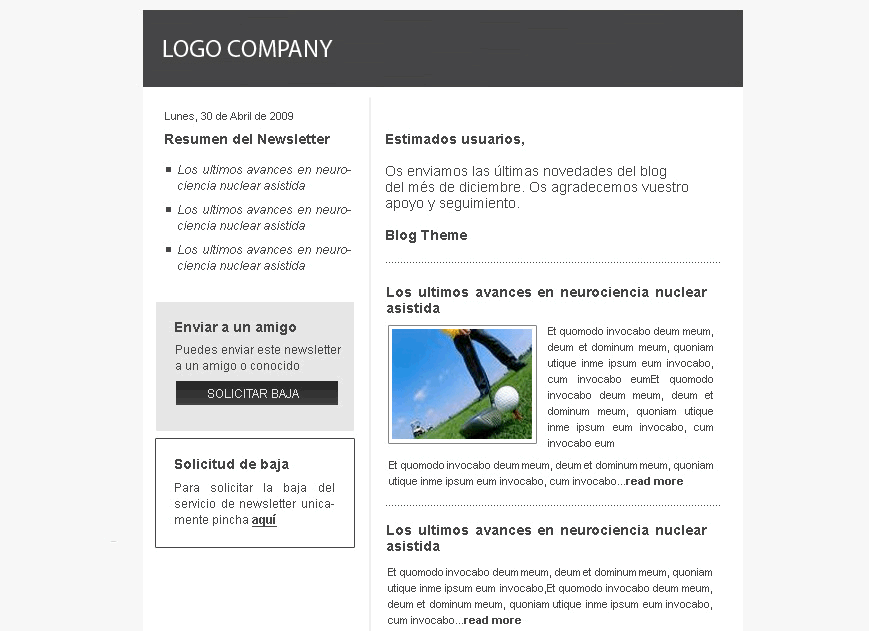 LOGO COMPANY
Lunes, 30 de Abril de 2009
Resumen del Newsletter
Los ultimos avances en neuro-
ciencia nuclear asistida
Los ultimos avances en neuro-
ciencia nuclear asistida
Los ultimos avances en neuro-
ciencia nuclear asistida
Enviar a un amigo
Puedes enviar este newsletter
a un amigo o conocido
SOLICITAR BAJA
Solicitud de baja
Para solicitar la baja del
servicio de newsletter unica-
mente pincha aquí
Estimados usuarios,
Os enviamos las últimas novedades del blog
del més de diciembre. Os agradecemos vuestro
apoyo y seguimiento.
Blog Theme
Los ultimos avances en neurociencia nuclear
asistida
Et quomodo invocabo deum meum,
deum et dominum meum, quoniam
utique inme ipsum eum invocabo,
cum invocabo eumEt quomodo
invocabo deum meum, deum et
dominum meum, quoniam utique
inme ipsum eum invocabo, cum
invocabo eum
Et quomodo invocabo deum meum, deum et dominum meum, quoniam
utique inme ipsum eum invocabo, cum invocabo...read more
Los ultimos avances en neurociencia nuclear
asistida
Et quomodo invocabo deum meum, deum et dominum meum, quoniam
utique inme ipsum eum invocabo,Et quomodo invocabo deum meum,
deum et dominum meum, quoniam utique inme ipsum eum invocabo,
cum invocabo...read more